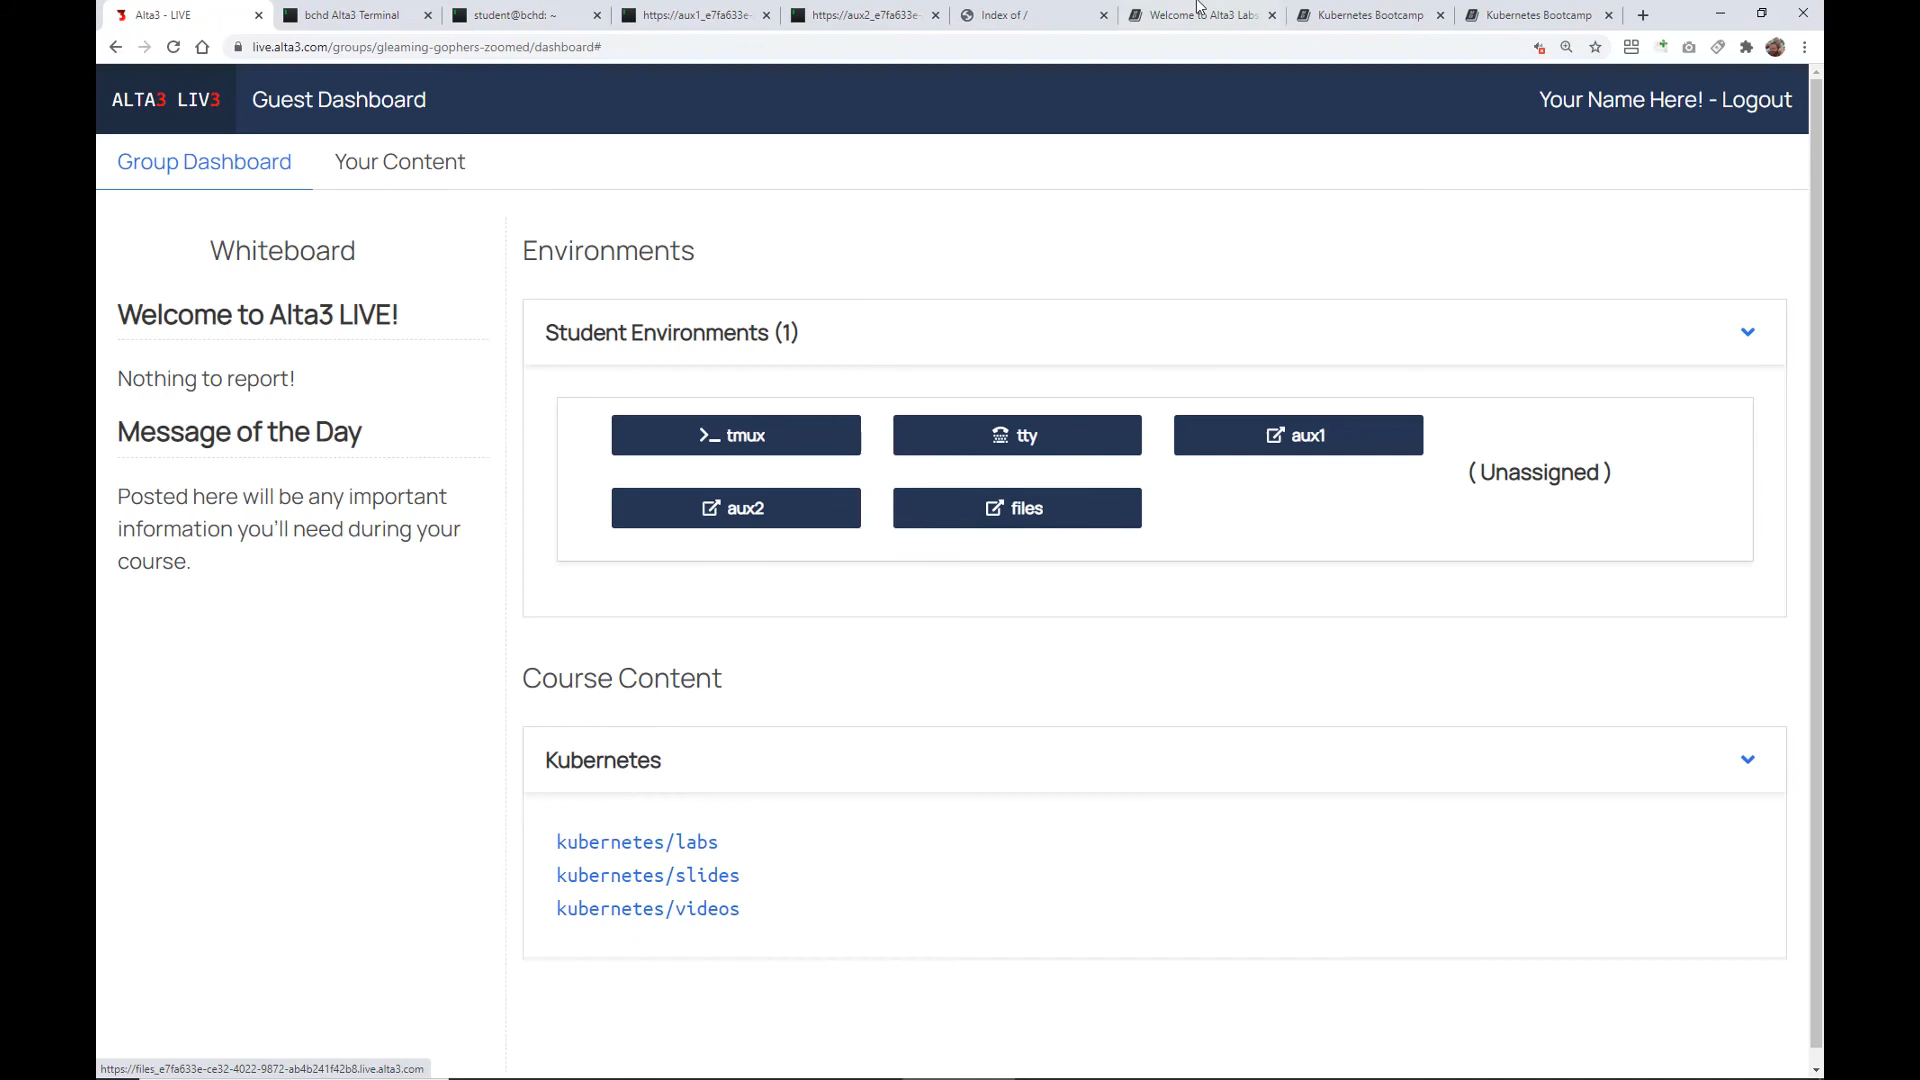 Alta3 - LIVE
bchd Alta3 Terminal
student@bchd: ~
https://aux1_e7fa633e-
https://aux2_e7fa633e-
Index of /
Welcome to Alta3 Labs
Kubernetes Bootcamp
Kubernetes Bootcamp
live.alta3.com/groups/gleaming-gophers-zoomed/dashboard#
ALTA3 LIV3
Guest Dashboard
Your Name Here! - Logout
Group Dashboard
Your Content
Whiteboard
Welcome to Alta3 LIVE!
Nothing to report!
Message of the Day
Posted here will be any important
information you'll need during your
course.
Environments
Student Environments (1)
>_ tmux
tty
aux1
( Unassigned )
aux2
files
Course Content
Kubernetes
kubernetes/labs
kubernetes/slides
kubernetes/videos
https://files_e7fa633e-ce32-4022-9872-ab4b241f42b8.live.alta3.com